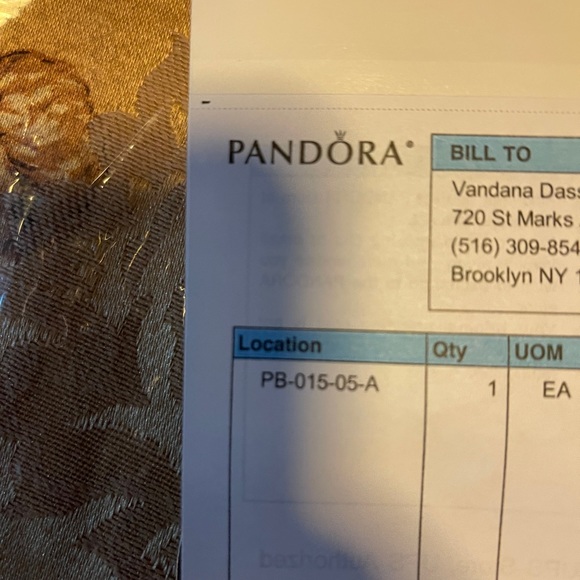 PANDORA®
BILL TO
Vandana Dass
720 St Marks
(516) 309-854
Brooklyn NY 1
Location Qty UOM
PB-015-05-A 1 EA